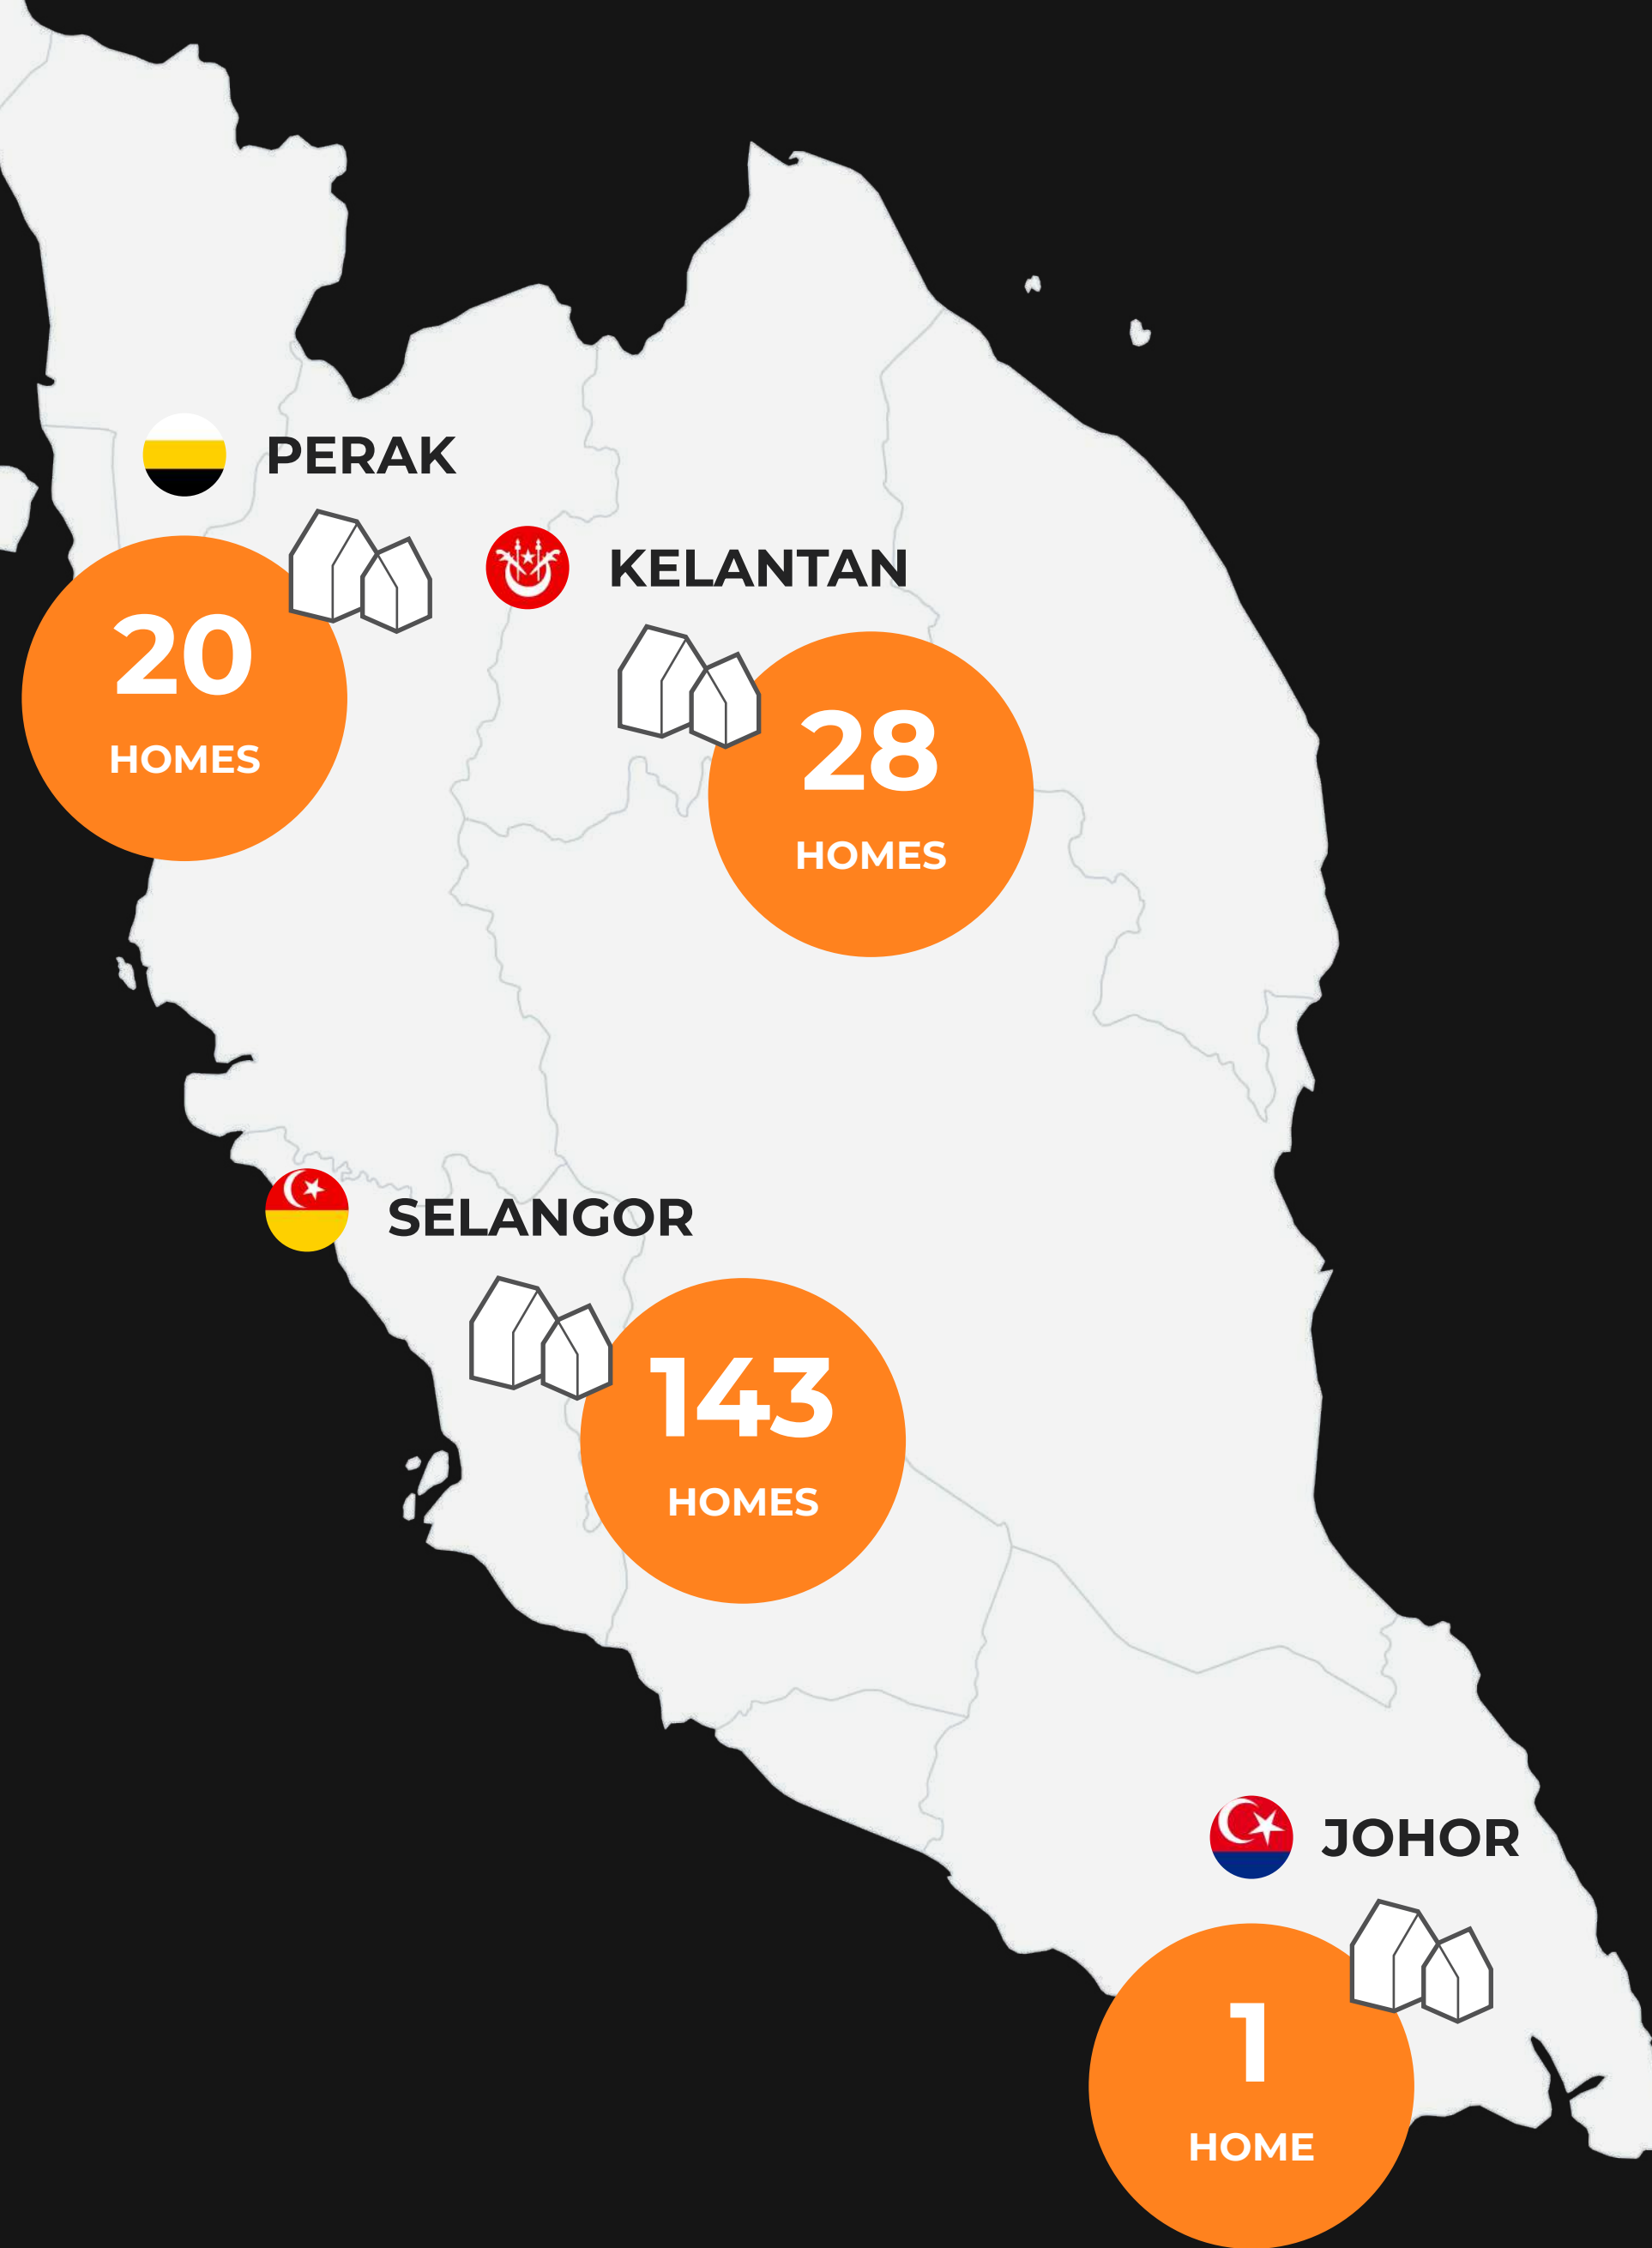 PERAK
20
HOMES
KELANTAN
28
HOMES
SELANGOR
143
HOMES
JOHOR
1
HOME